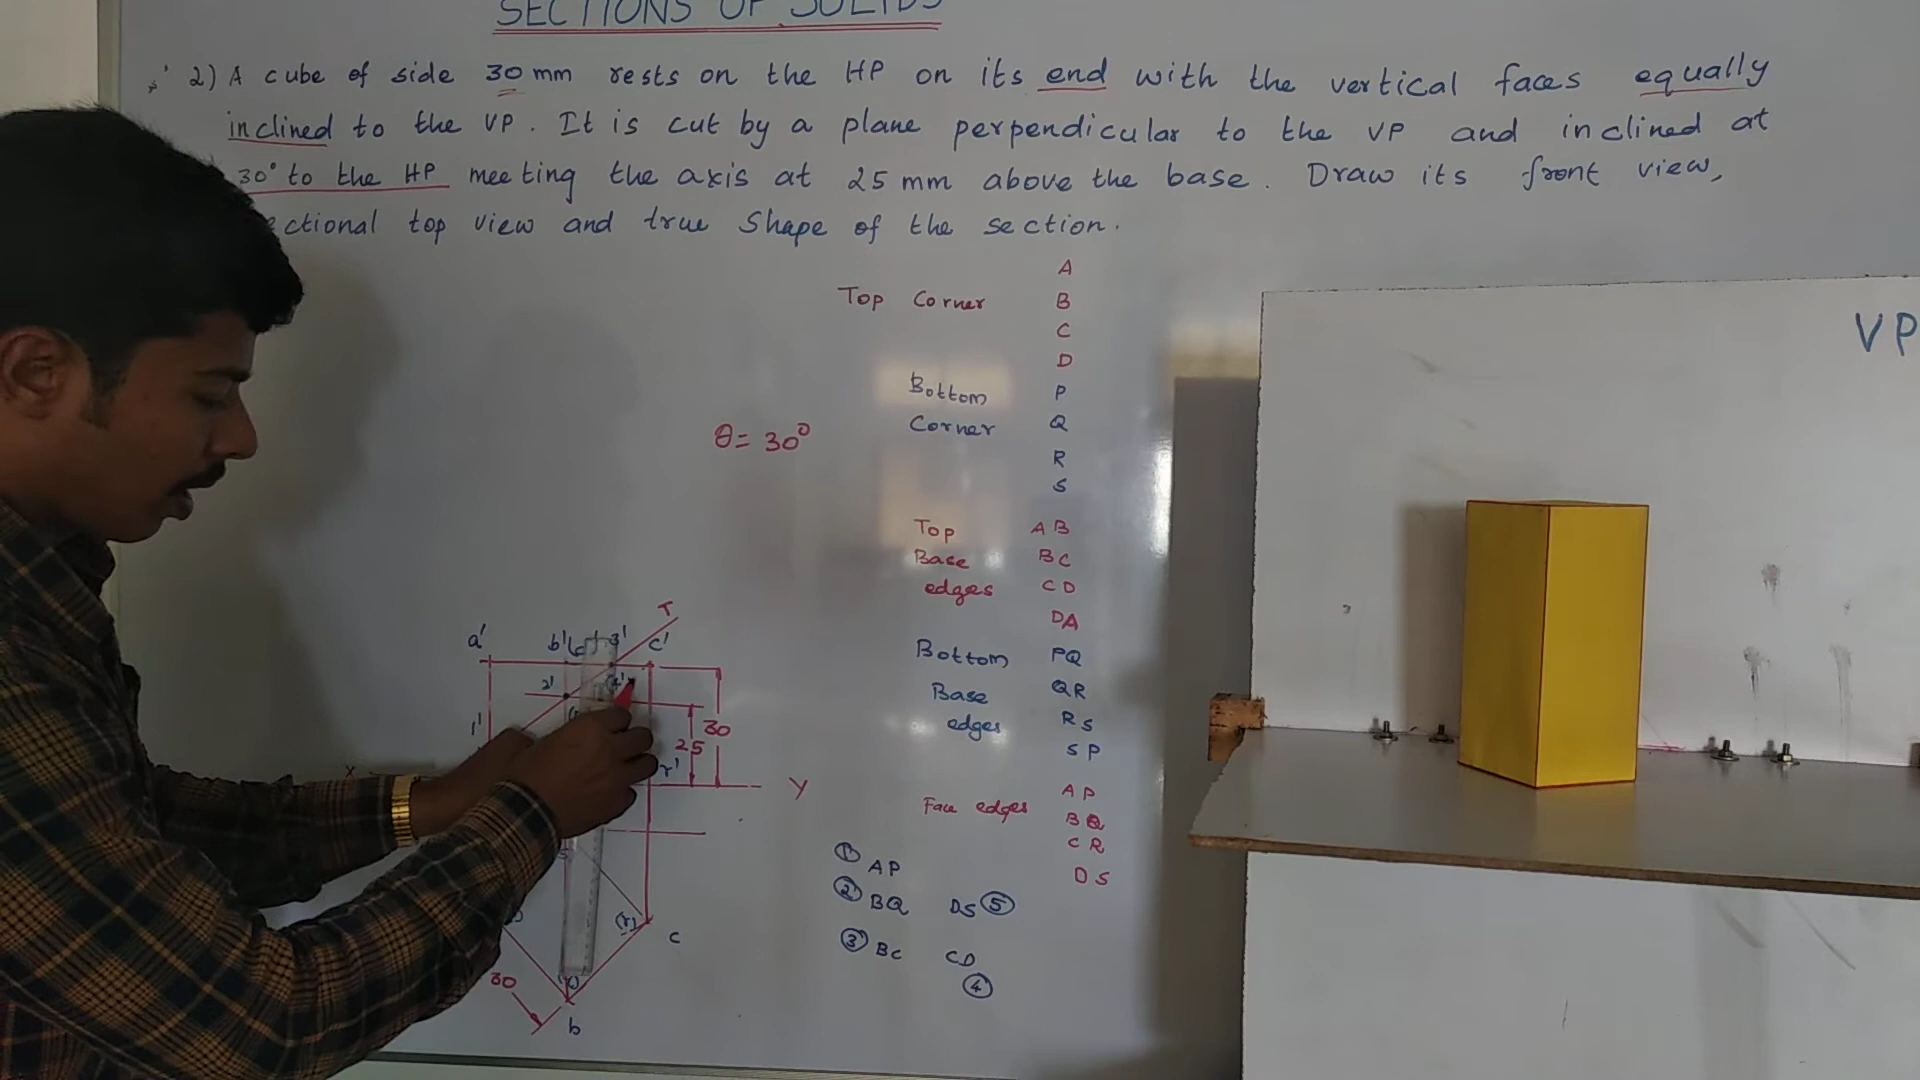 SECTIONS OF SOLIDS
2) A cube of side 30 mm rests on the HP on its end with the vertical faces equally
inclined to the VP. It is cut by a plane perpendicular to the VP and inclined at
30° to the HP meeting the axis at 25 mm above the base. Draw its front view,
ectional top view and true Shape of the section.
VP
A
Top Corner B
C
D
Bottom P
Corner Q
R
S
θ = 30°
Top AB
Base BC
edges CD
DA
Bottom PQ
Base QR
edges RS
SP
Face edges AP
BQ
CR
DS
① AP
② BQ DS ⑤
③ BC CD
④
T
a' b' 3' c'
2'
1'
30
25
r'
X Y
(r)
c
30
b